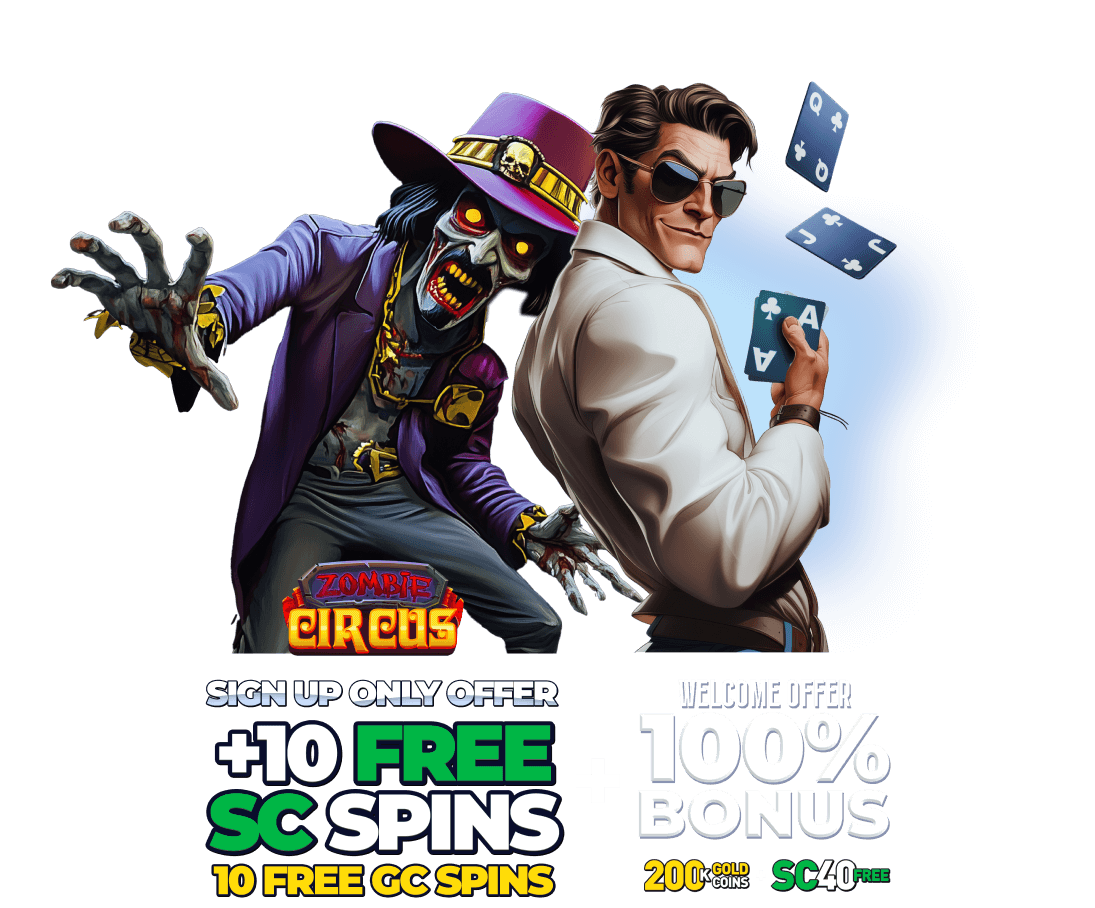 Q
Q
J
J
A
A
ZOMBIE
CIRCUS
SIGN UP ONLY OFFER
+10 FREE
SC SPINS
10 FREE GC SPINS
WELCOME OFFER
100%
BONUS
200K GOLD COINS
SC40 FREE